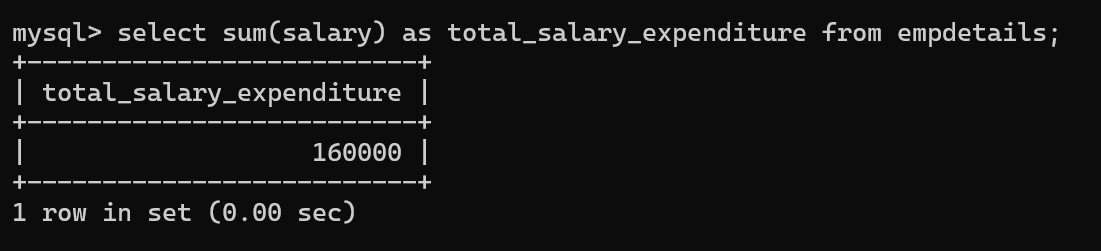 mysql> select sum(salary) as total_salary_expenditure from empdetails;
+--------------------------+
| total_salary_expenditure |
+--------------------------+
|                   160000 |
+--------------------------+
1 row in set (0.00 sec)